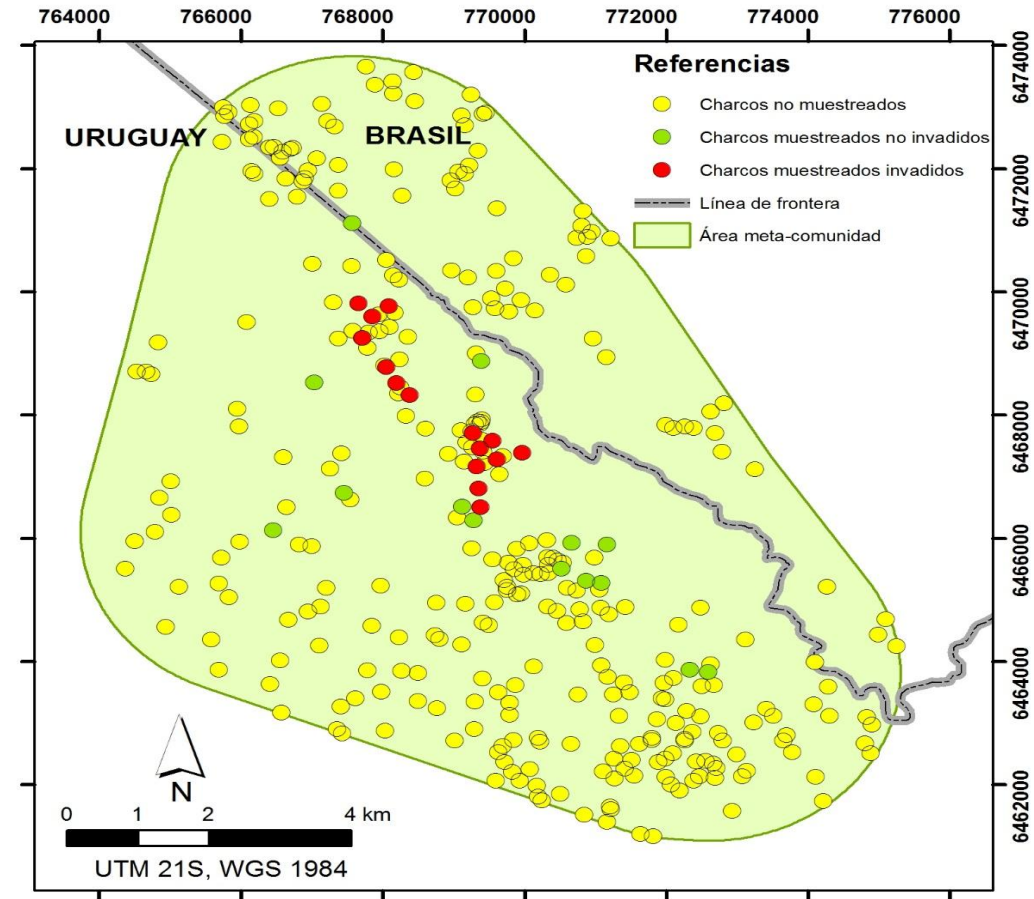 764000 766000 768000 770000 772000 774000 776000
6474000
6472000
6470000
6468000
6466000
6464000
6462000
URUGUAY
BRASIL
Referencias
Charcos no muestreados
Charcos muestreados no invadidos
Charcos muestreados invadidos
Línea de frontera
Área meta-comunidad
N
0 1 2 4 km
UTM 21S, WGS 1984